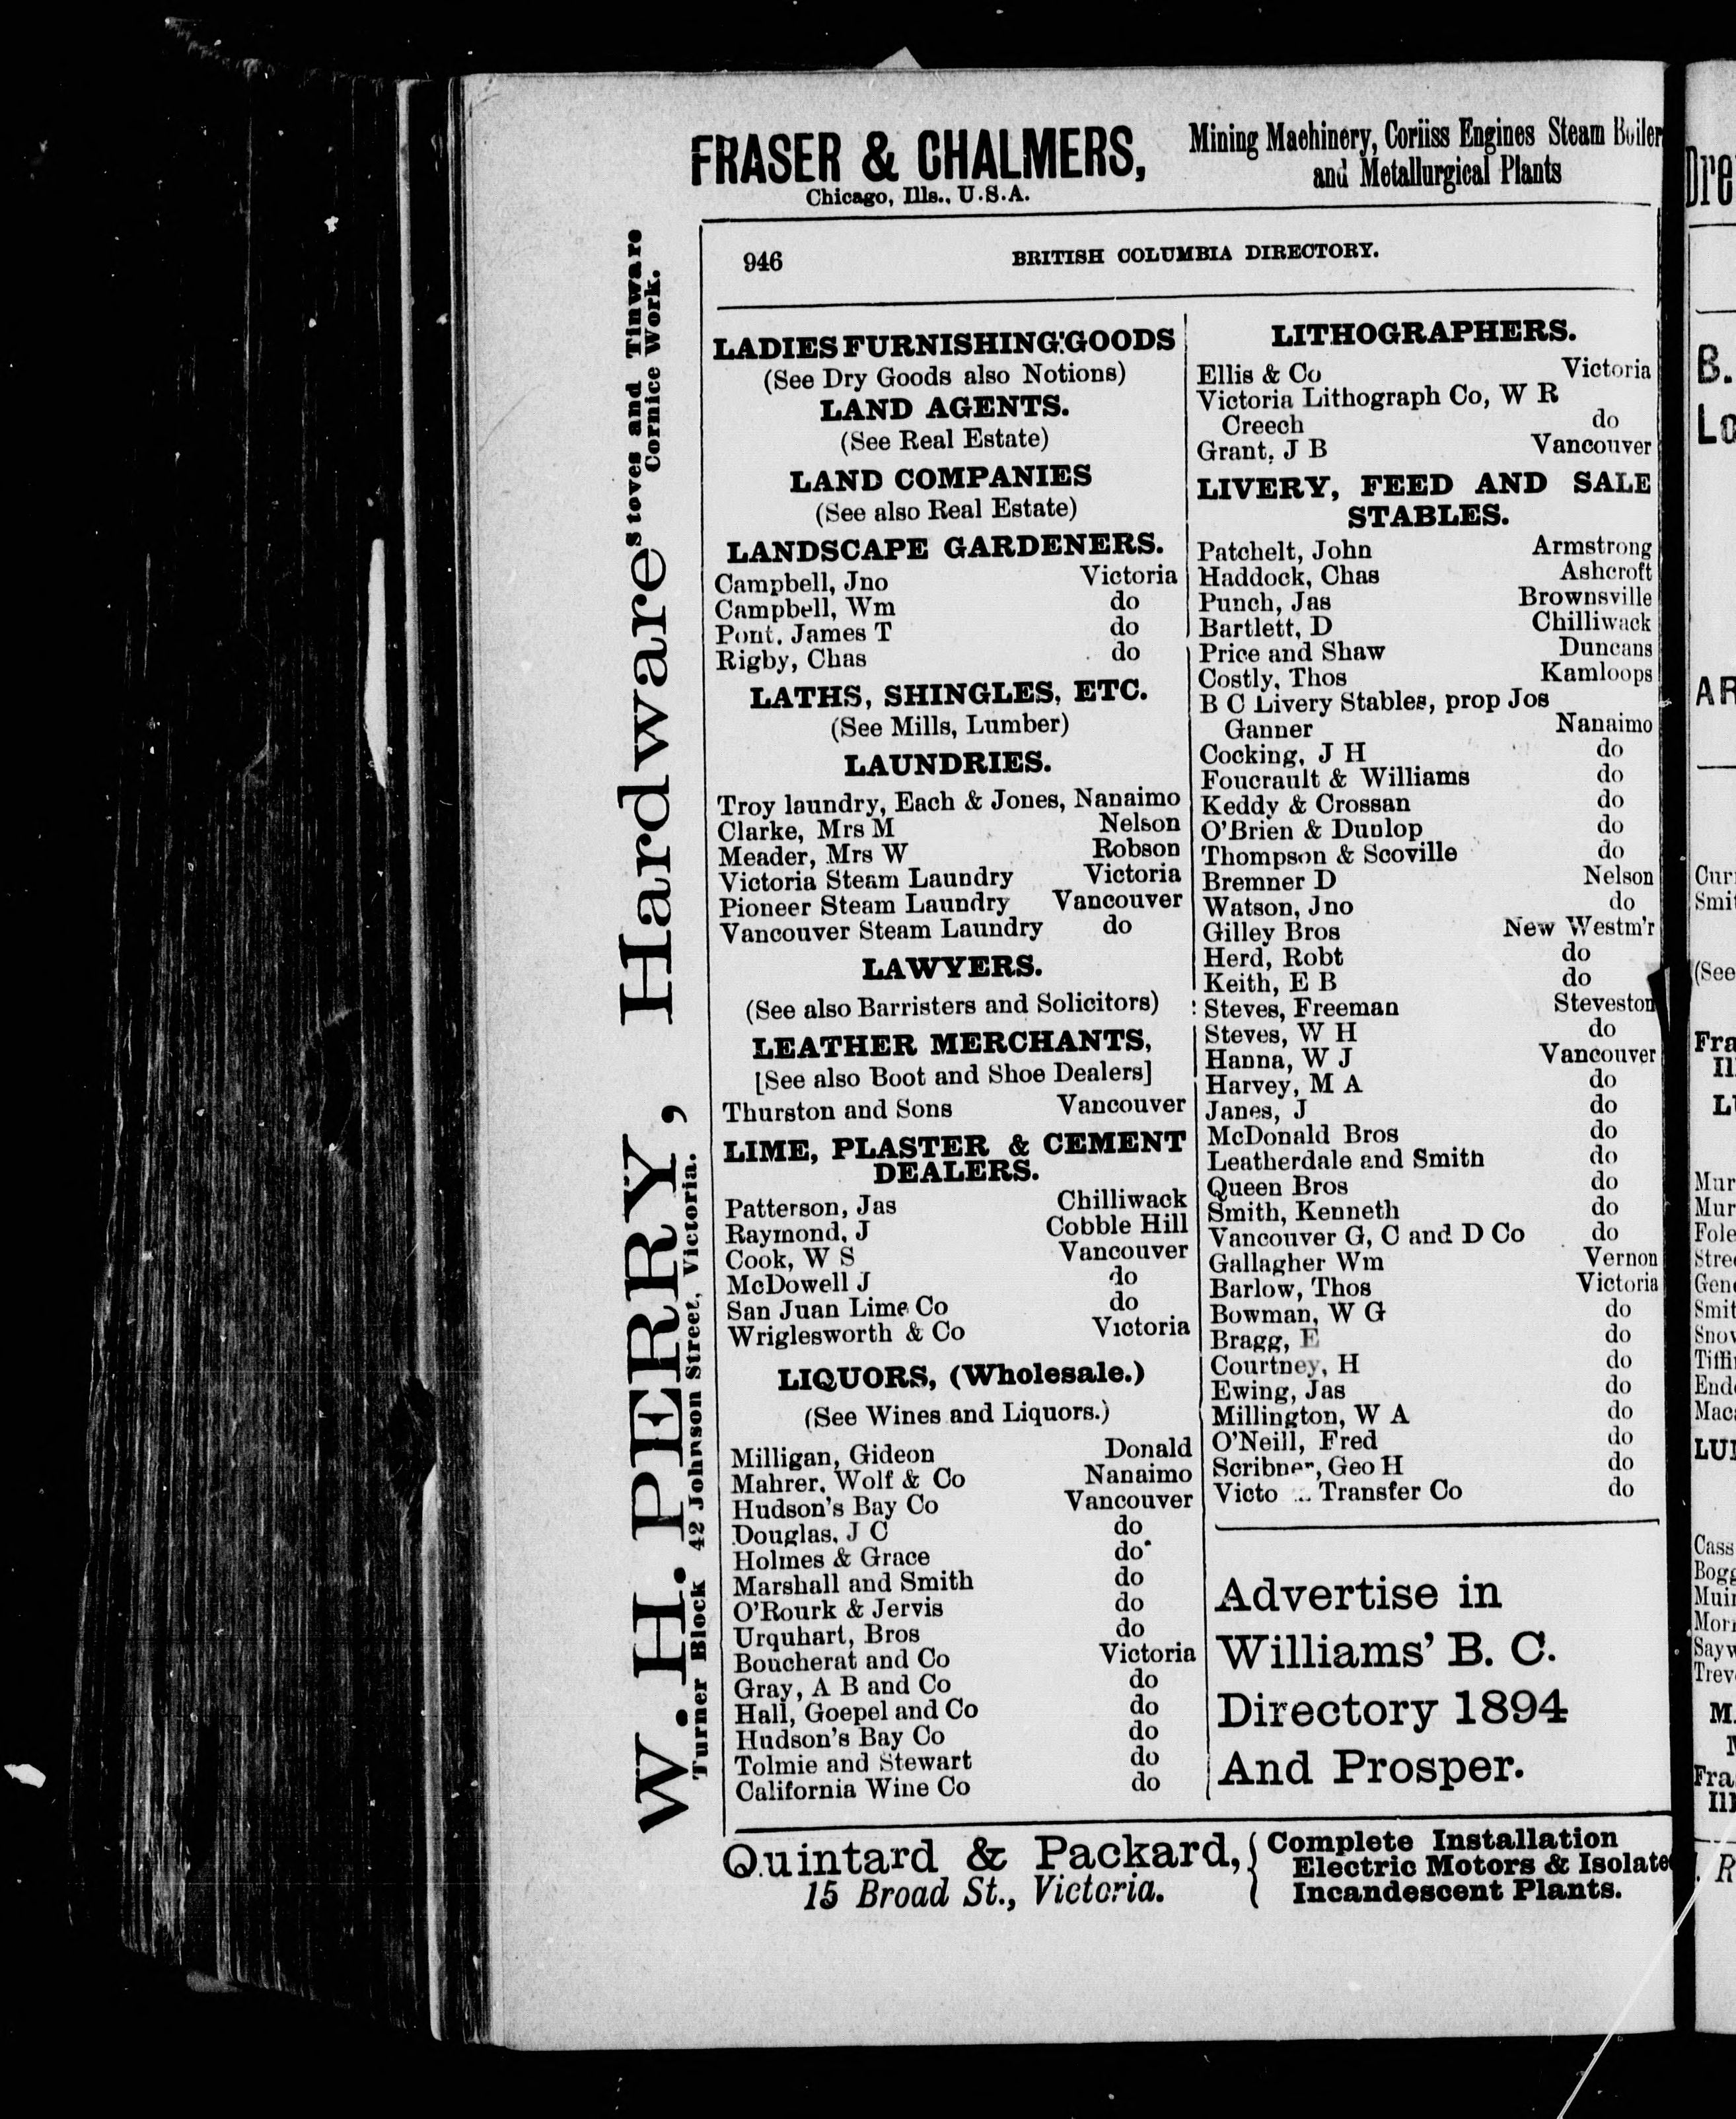 FRASER & CHALMERS,
Chicago, Ills., U.S.A.
Mining Machinery, Coriiss Engines Steam Boiler
and Metallurgical Plants
946 BRITISH COLUMBIA DIRECTORY.
W. H. PERRY, Hardware
Stoves and Tinware
Cornice Work.
Turner Block 42 Johnson Street, Victoria.
LADIES FURNISHING GOODS
(See Dry Goods also Notions)
LAND AGENTS.
(See Real Estate)
LAND COMPANIES
(See also Real Estate)
LANDSCAPE GARDENERS.
Campbell, Jno Victoria
Campbell, Wm do
Pont, James T do
Rigby, Chas do
LATHS, SHINGLES, ETC.
(See Mills, Lumber)
LAUNDRIES.
Troy laundry, Each & Jones, Nanaimo
Clarke, Mrs M Nelson
Meader, Mrs W Robson
Victoria Steam Laundry Victoria
Pioneer Steam Laundry Vancouver
Vancouver Steam Laundry do
LAWYERS.
(See also Barristers and Solicitors)
LEATHER MERCHANTS,
[See also Boot and Shoe Dealers]
Thurston and Sons Vancouver
LIME, PLASTER & CEMENT
DEALERS.
Patterson, Jas Chilliwack
Raymond, J Cobble Hill
Cook, W S Vancouver
McDowell J do
San Juan Lime Co do
Wriglesworth & Co Victoria
LIQUORS, (Wholesale.)
(See Wines and Liquors.)
Milligan, Gideon Donald
Mahrer, Wolf & Co Nanaimo
Hudson's Bay Co Vancouver
Douglas, J C do
Holmes & Grace do
Marshall and Smith do
O'Rourk & Jervis do
Urquhart, Bros do
Boucherat and Co Victoria
Gray, A B and Co do
Hall, Goepel and Co do
Hudson's Bay Co do
Tolmie and Stewart do
California Wine Co do
LITHOGRAPHERS.
Ellis & Co Victoria
Victoria Lithograph Co, W R
Creech do
Grant, J B Vancouver
LIVERY, FEED AND SALE
STABLES.
Patchelt, John Armstrong
Haddock, Chas Ashcroft
Punch, Jas Brownsville
Bartlett, D Chilliwack
Price and Shaw Duncans
Costly, Thos Kamloops
B C Livery Stables, prop Jos
Ganner Nanaimo
Cocking, J H do
Foucrault & Williams do
Keddy & Crossan do
O'Brien & Dunlop do
Thompson & Scoville do
Bremner D Nelson
Watson, Jno do
Gilley Bros New Westm'r
Herd, Robt do
Keith, E B do
Steves, Freeman Steveston
Steves, W H do
Hanna, W J Vancouver
Harvey, M A do
Janes, J do
McDonald Bros do
Leatherdale and Smith do
Queen Bros do
Smith, Kenneth do
Vancouver G, C and D Co do
Gallagher Wm Vernon
Barlow, Thos Victoria
Bowman, W G do
Bragg, E do
Courtney, H do
Ewing, Jas do
Millington, W A do
O'Neill, Fred do
Scribner, Geo H do
Victo Transfer Co do
Advertise in
Williams' B. C.
Directory 1894
And Prosper.
Quintard & Packard,
15 Broad St., Victoria.
Complete Installation
Electric Motors & Isolate
Incandescent Plants.